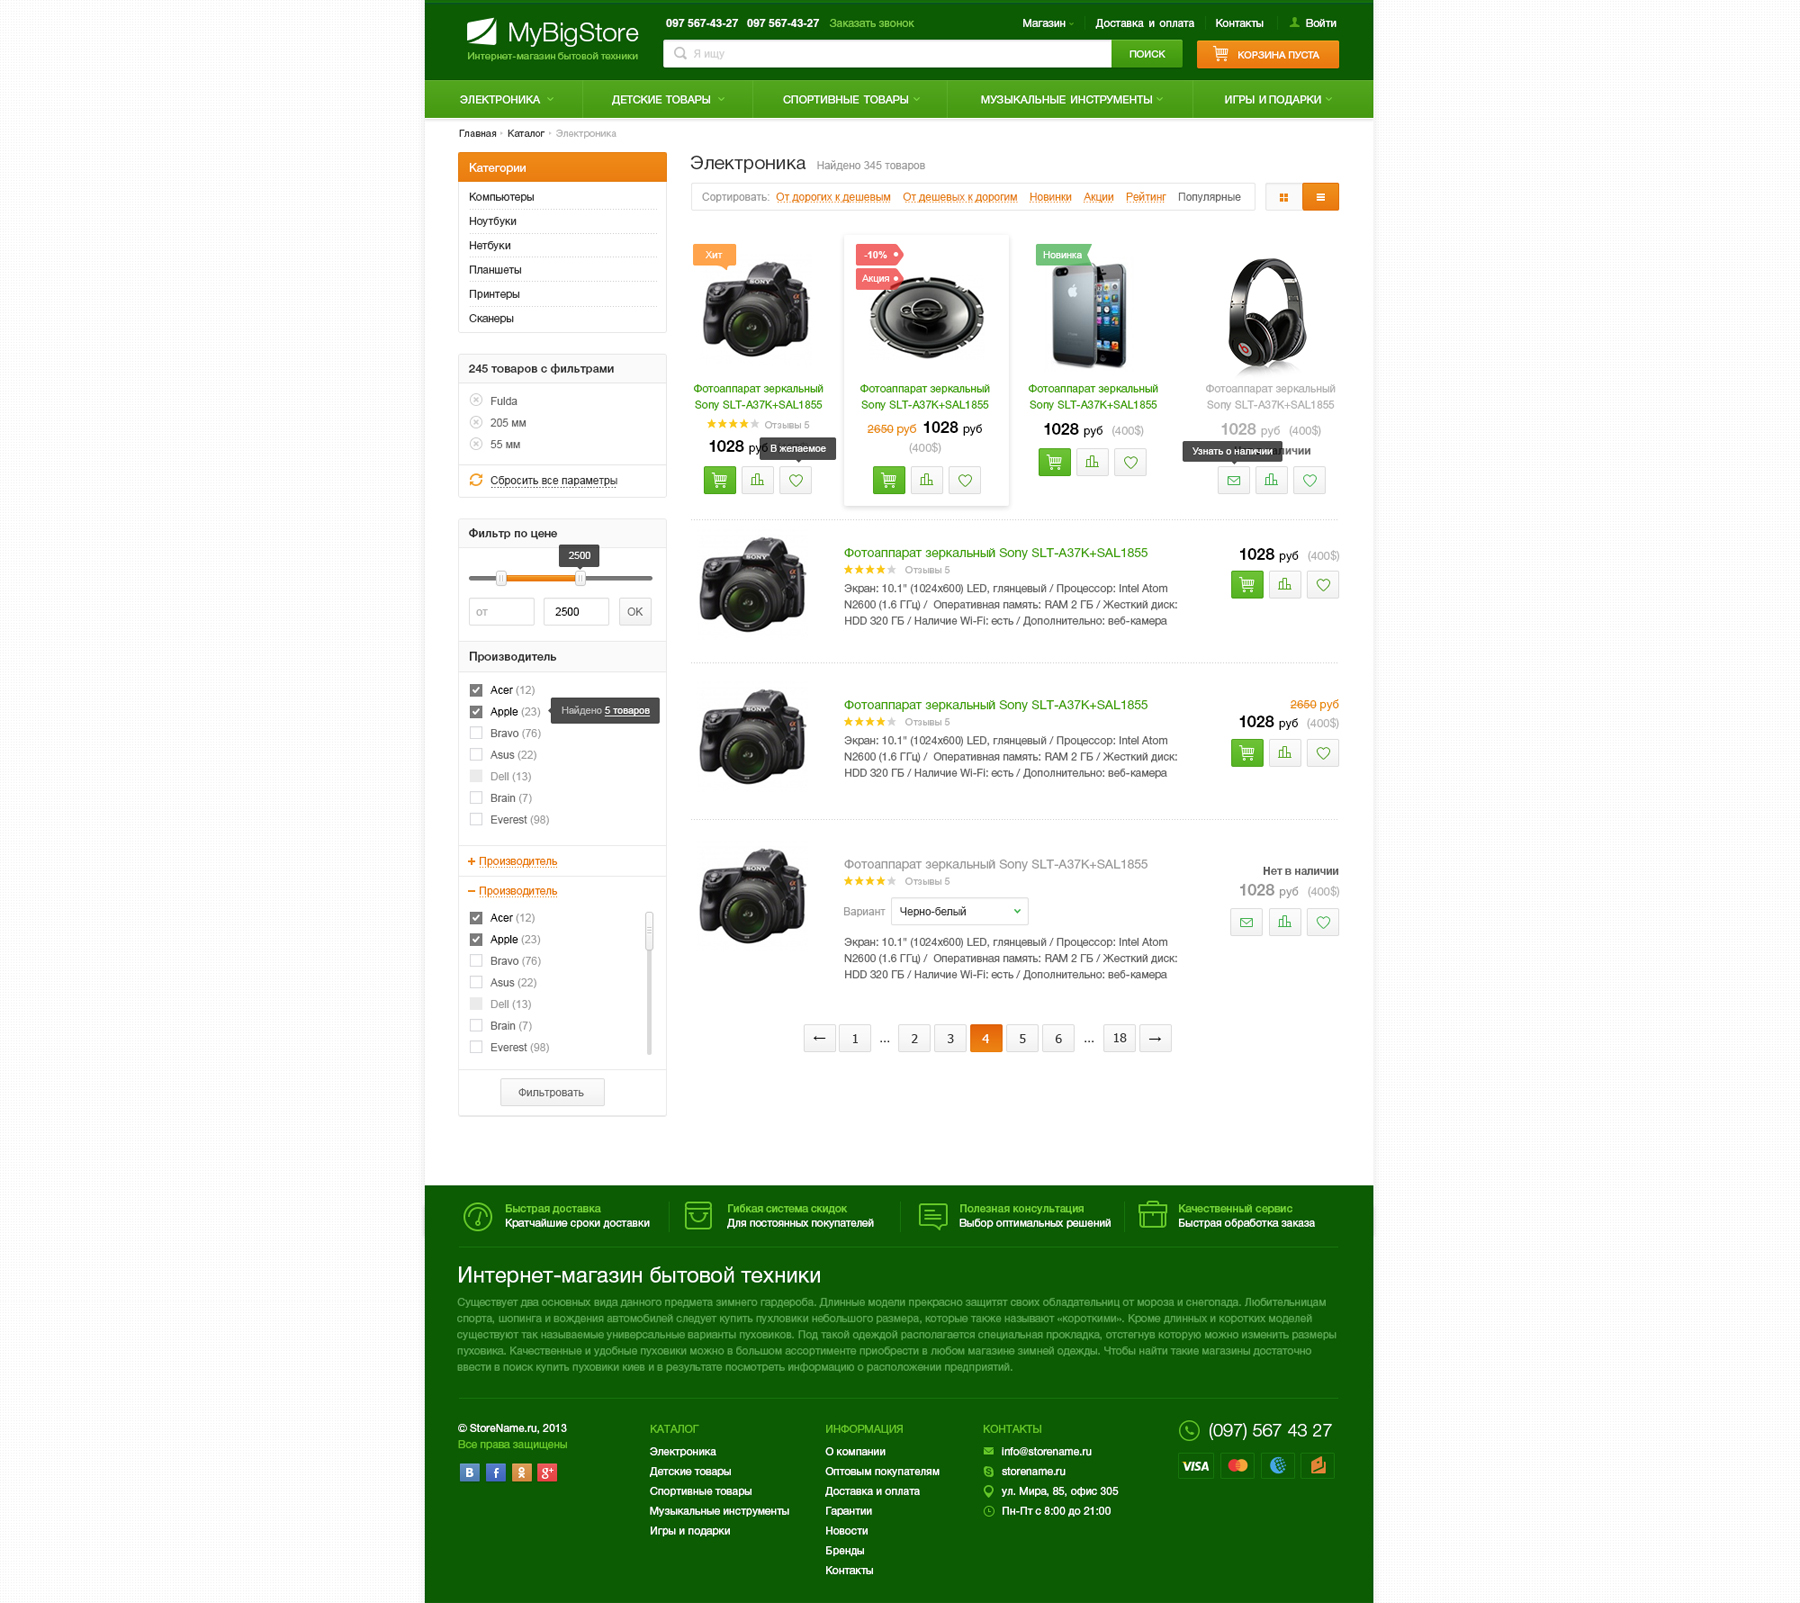 097 567-43-27 097 567-43-27 Заказать звонок
Магазин Доставка и оплата Контакты Войти
MyBigStore
Интернет-магазин бытовой техники
Я ищу
ПОИСК
КОРЗИНА ПУСТА
ЭЛЕКТРОНИКА ДЕТСКИЕ ТОВАРЫ СПОРТИВНЫЕ ТОВАРЫ МУЗЫКАЛЬНЫЕ ИНСТРУМЕНТЫ ИГРЫ И ПОДАРКИ
Главная Каталог Электроника
Категории
Компьютеры
Ноутбуки
Нетбуки
Планшеты
Принтеры
Сканеры
245 товаров с фильтрами
Fulda
205 мм
55 мм
Сбросить все параметры
Фильтр по цене
2500
от 2500 OK
Производитель
Acer (12)
Apple (23)
Найдено 5 товаров
Bravo (76)
Asus (22)
Dell (13)
Brain (7)
Everest (98)
+ Производитель
− Производитель
Acer (12)
Apple (23)
Bravo (76)
Asus (22)
Dell (13)
Brain (7)
Everest (98)
Фильтровать
Электроника Найдено 345 товаров
Сортировать: От дорогих к дешевым От дешевых к дорогим Новинки Акции Рейтинг Популярные
Хит
SONY
Фотоаппарат зеркальный
Sony SLT-A37K+SAL1855
Отзывы 5
1028
В желаемое
-10%
Акция
Фотоаппарат зеркальный
Sony SLT-A37K+SAL1855
2650 руб 1028 руб
(400$)
Новинка
Фотоаппарат зеркальный
Sony SLT-A37K+SAL1855
1028 руб (400$)
Фотоаппарат зеркальный
Sony SLT-A37K+SAL1855
1028 руб (400$)
Узнать о наличии
SONY
Фотоаппарат зеркальный Sony SLT-A37K+SAL1855
Отзывы 5
Экран: 10.1" (1024x600) LED, глянцевый / Процессор: Intel Atom
N2600 (1.6 ГГц) / Оперативная память: RAM 2 ГБ / Жесткий диск:
HDD 320 ГБ / Наличие Wi-Fi: есть / Дополнительно: веб-камера
1028 руб (400$)
SONY
Фотоаппарат зеркальный Sony SLT-A37K+SAL1855
Отзывы 5
Экран: 10.1" (1024x600) LED, глянцевый / Процессор: Intel Atom
N2600 (1.6 ГГц) / Оперативная память: RAM 2 ГБ / Жесткий диск:
HDD 320 ГБ / Наличие Wi-Fi: есть / Дополнительно: веб-камера
2650 руб
1028 руб (400$)
SONY
Фотоаппарат зеркальный Sony SLT-A37K+SAL1855
Отзывы 5
Вариант Черно-белый
Экран: 10.1" (1024x600) LED, глянцевый / Процессор: Intel Atom
N2600 (1.6 ГГц) / Оперативная память: RAM 2 ГБ / Жесткий диск:
HDD 320 ГБ / Наличие Wi-Fi: есть / Дополнительно: веб-камера
Нет в наличии
1028 руб (400$)
← 1 ... 2 3 4 5 6 ... 18 →
Быстрая доставка
Кратчайшие сроки доставки
Гибкая система скидок
Для постоянных покупателей
Полезная консультация
Выбор оптимальных решений
Качественный сервис
Быстрая обработка заказа
Интернет-магазин бытовой техники
Существует два основных вида данного предмета зимнего гардероба. Длинные модели прекрасно защитят своих обладательниц от мороза и снегопада. Любительницам
спорта, шопинга и вождения автомобилей следует купить пухловики небольшого размера, которые также называют «короткими». Кроме длинных и коротких моделей
существуют так называемые универсальные варианты пуховиков. Под такой одеждой располагается специальная прокладка, отстегнув которую можно изменить размеры
пуховика. Качественные и удобные пуховики можно в большом ассортименте приобрести в любом магазине зимней одежды. Чтобы найти такие магазины достаточно
ввести в поиск купить пуховики киев и в результате посмотреть информацию о расположении предприятий.
© StoreName.ru, 2013
Все права защищены
В f g+
КАТАЛОГ
Электроника
Детские товары
Спортивные товары
Музыкальные инструменты
Игры и подарки
ИНФОРМАЦИЯ
О компании
Оптовым покупателям
Доставка и оплата
Гарантии
Новости
Бренды
Контакты
КОНТАКТЫ
info@storename.ru
storename.ru
ул. Мира, 85, офис 305
Пн-Пт с 8:00 до 21:00
(097) 567 43 27
VISA